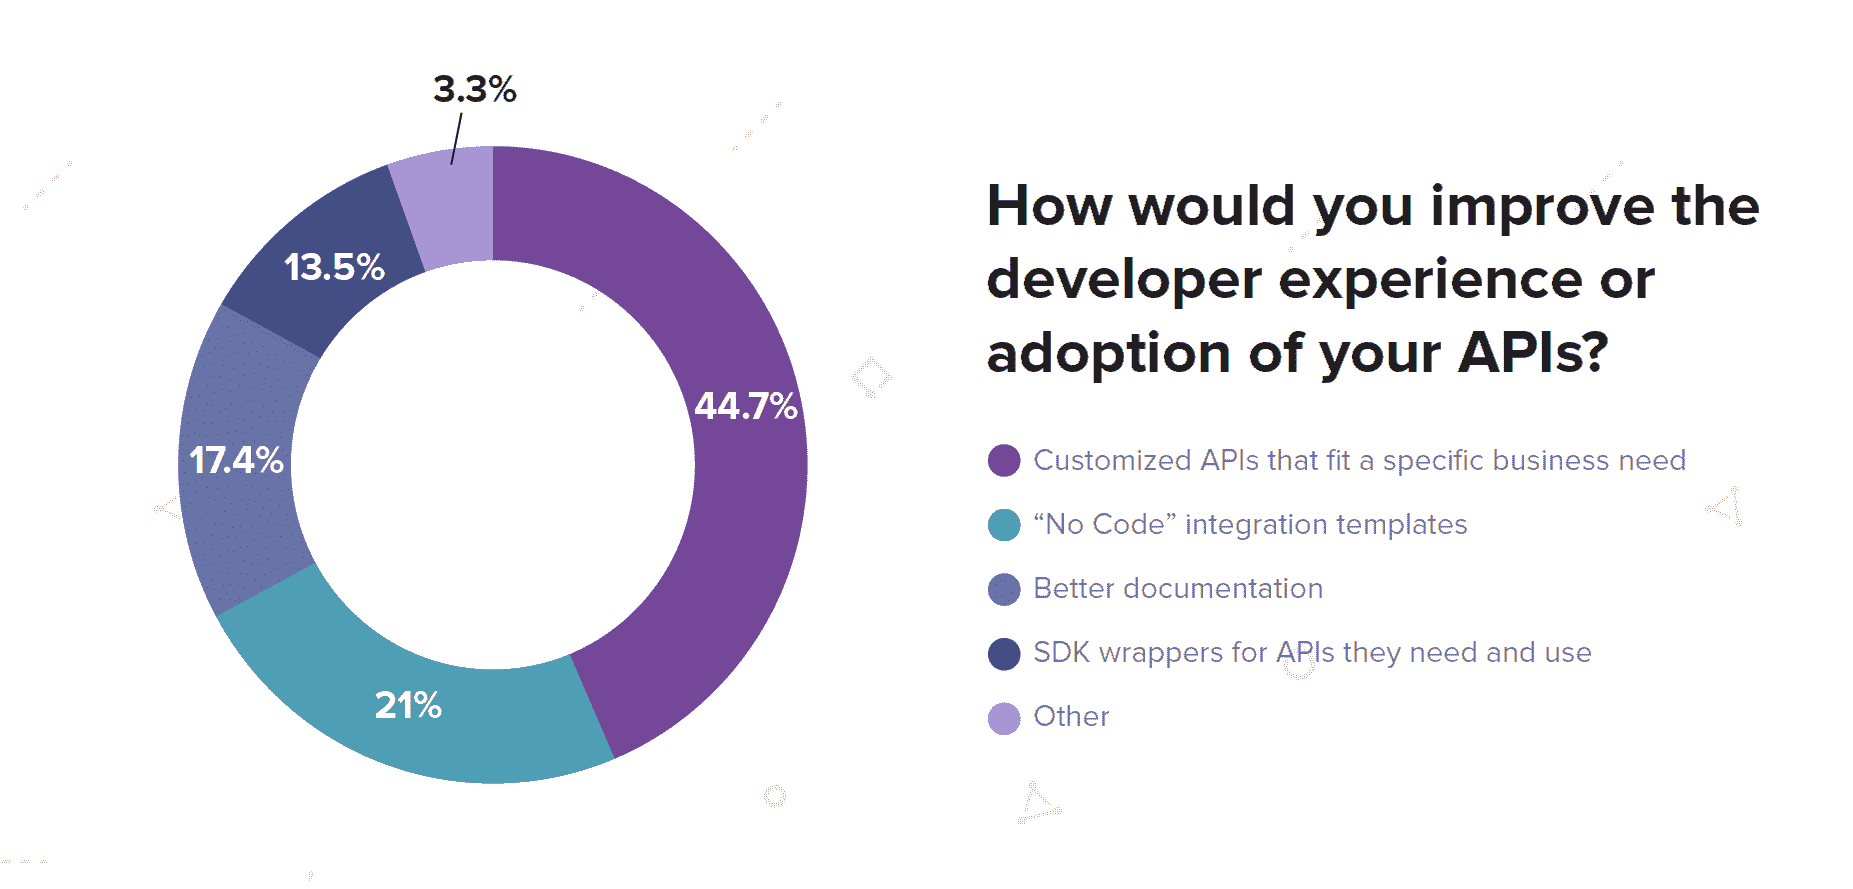 3.3%
13.5%
44.7%
17.4%
21%
How would you improve the
developer experience or
adoption of your APIs?
Customized APIs that fit a specific business need
“No Code” integration templates
Better documentation
SDK wrappers for APIs they need and use
Other